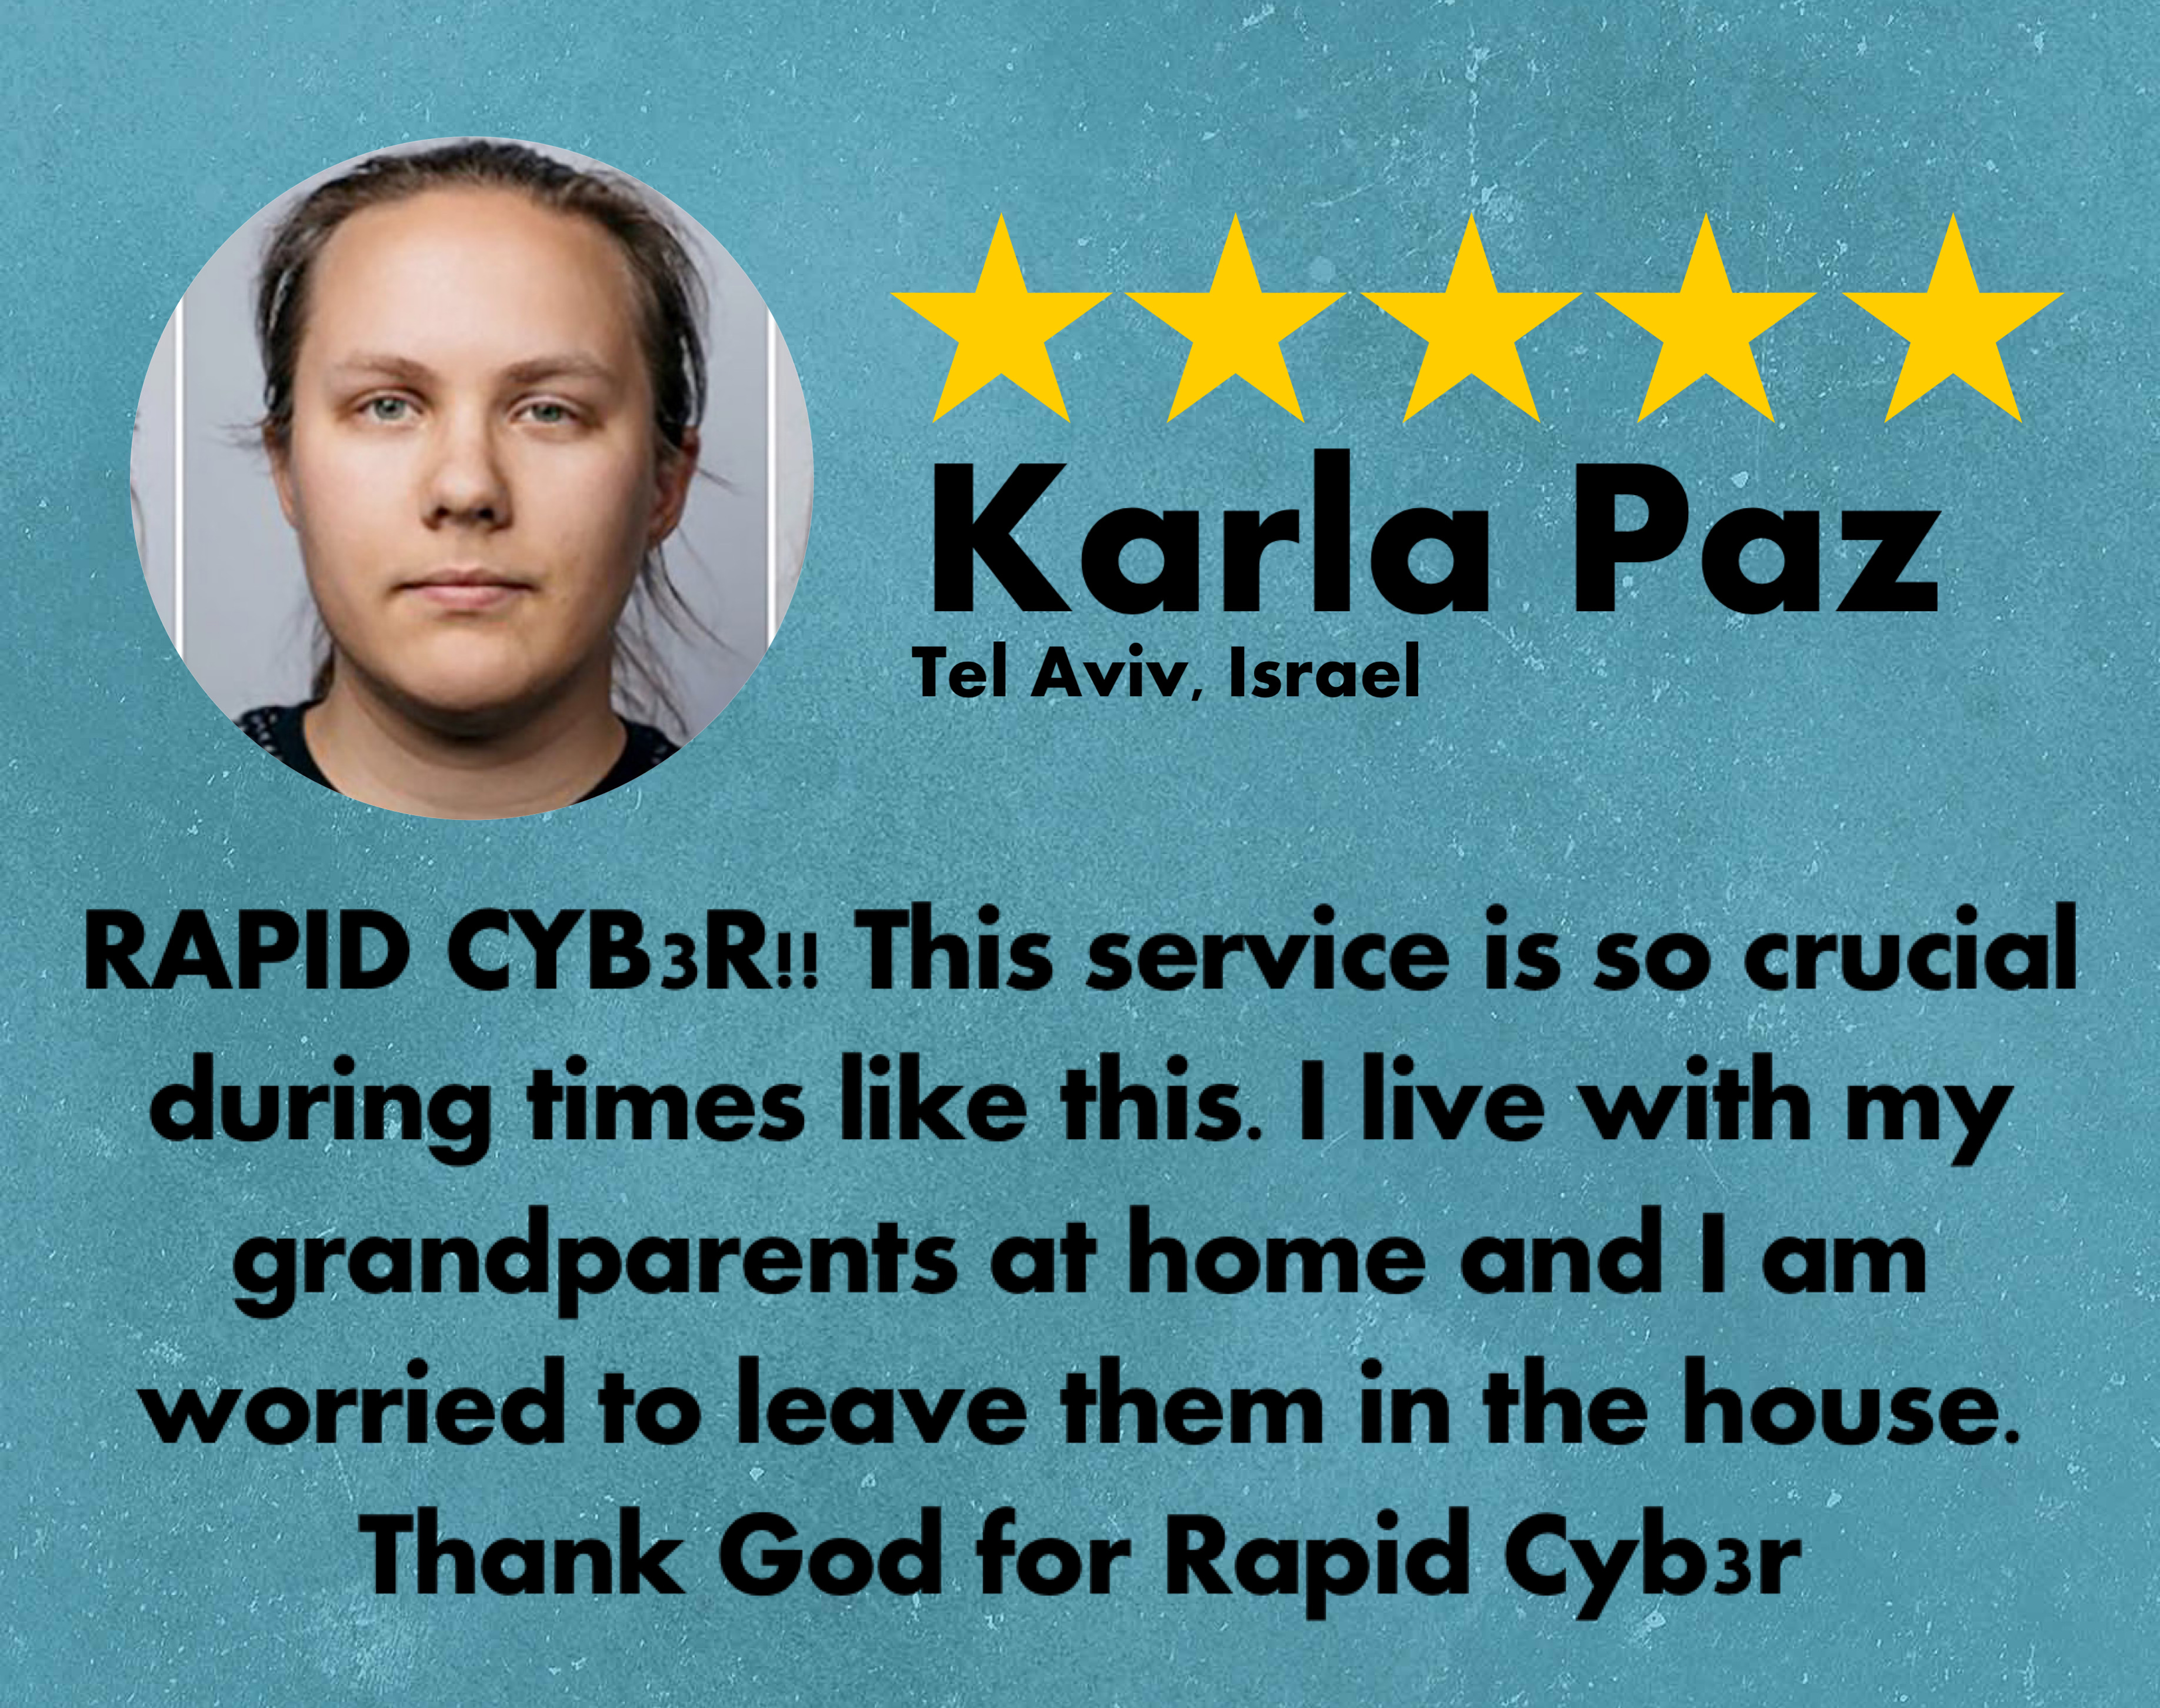 Karla Paz
Tel Aviv, Israel
RAPID CYB3R!! This service is so crucial
during times like this. I live with my
grandparents at home and I am
worried to leave them in the house.
Thank God for Rapid Cyb3r